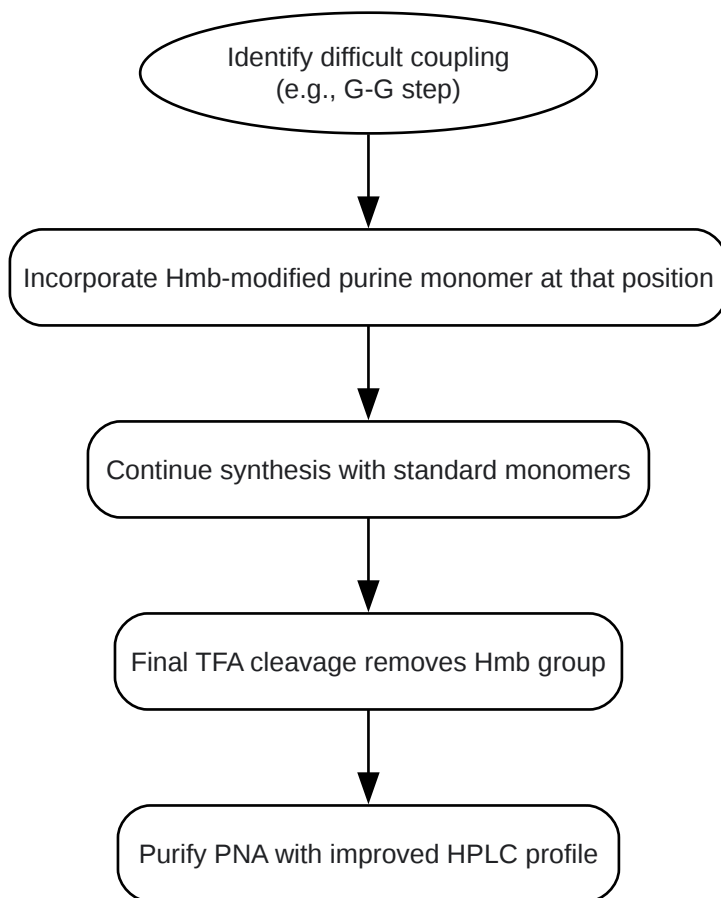 Identify difficult coupling
(e.g., G-G step)
Incorporate Hmb-modified purine monomer at that position
Continue synthesis with standard monomers
Final TFA cleavage removes Hmb group
Purify PNA with improved HPLC profile